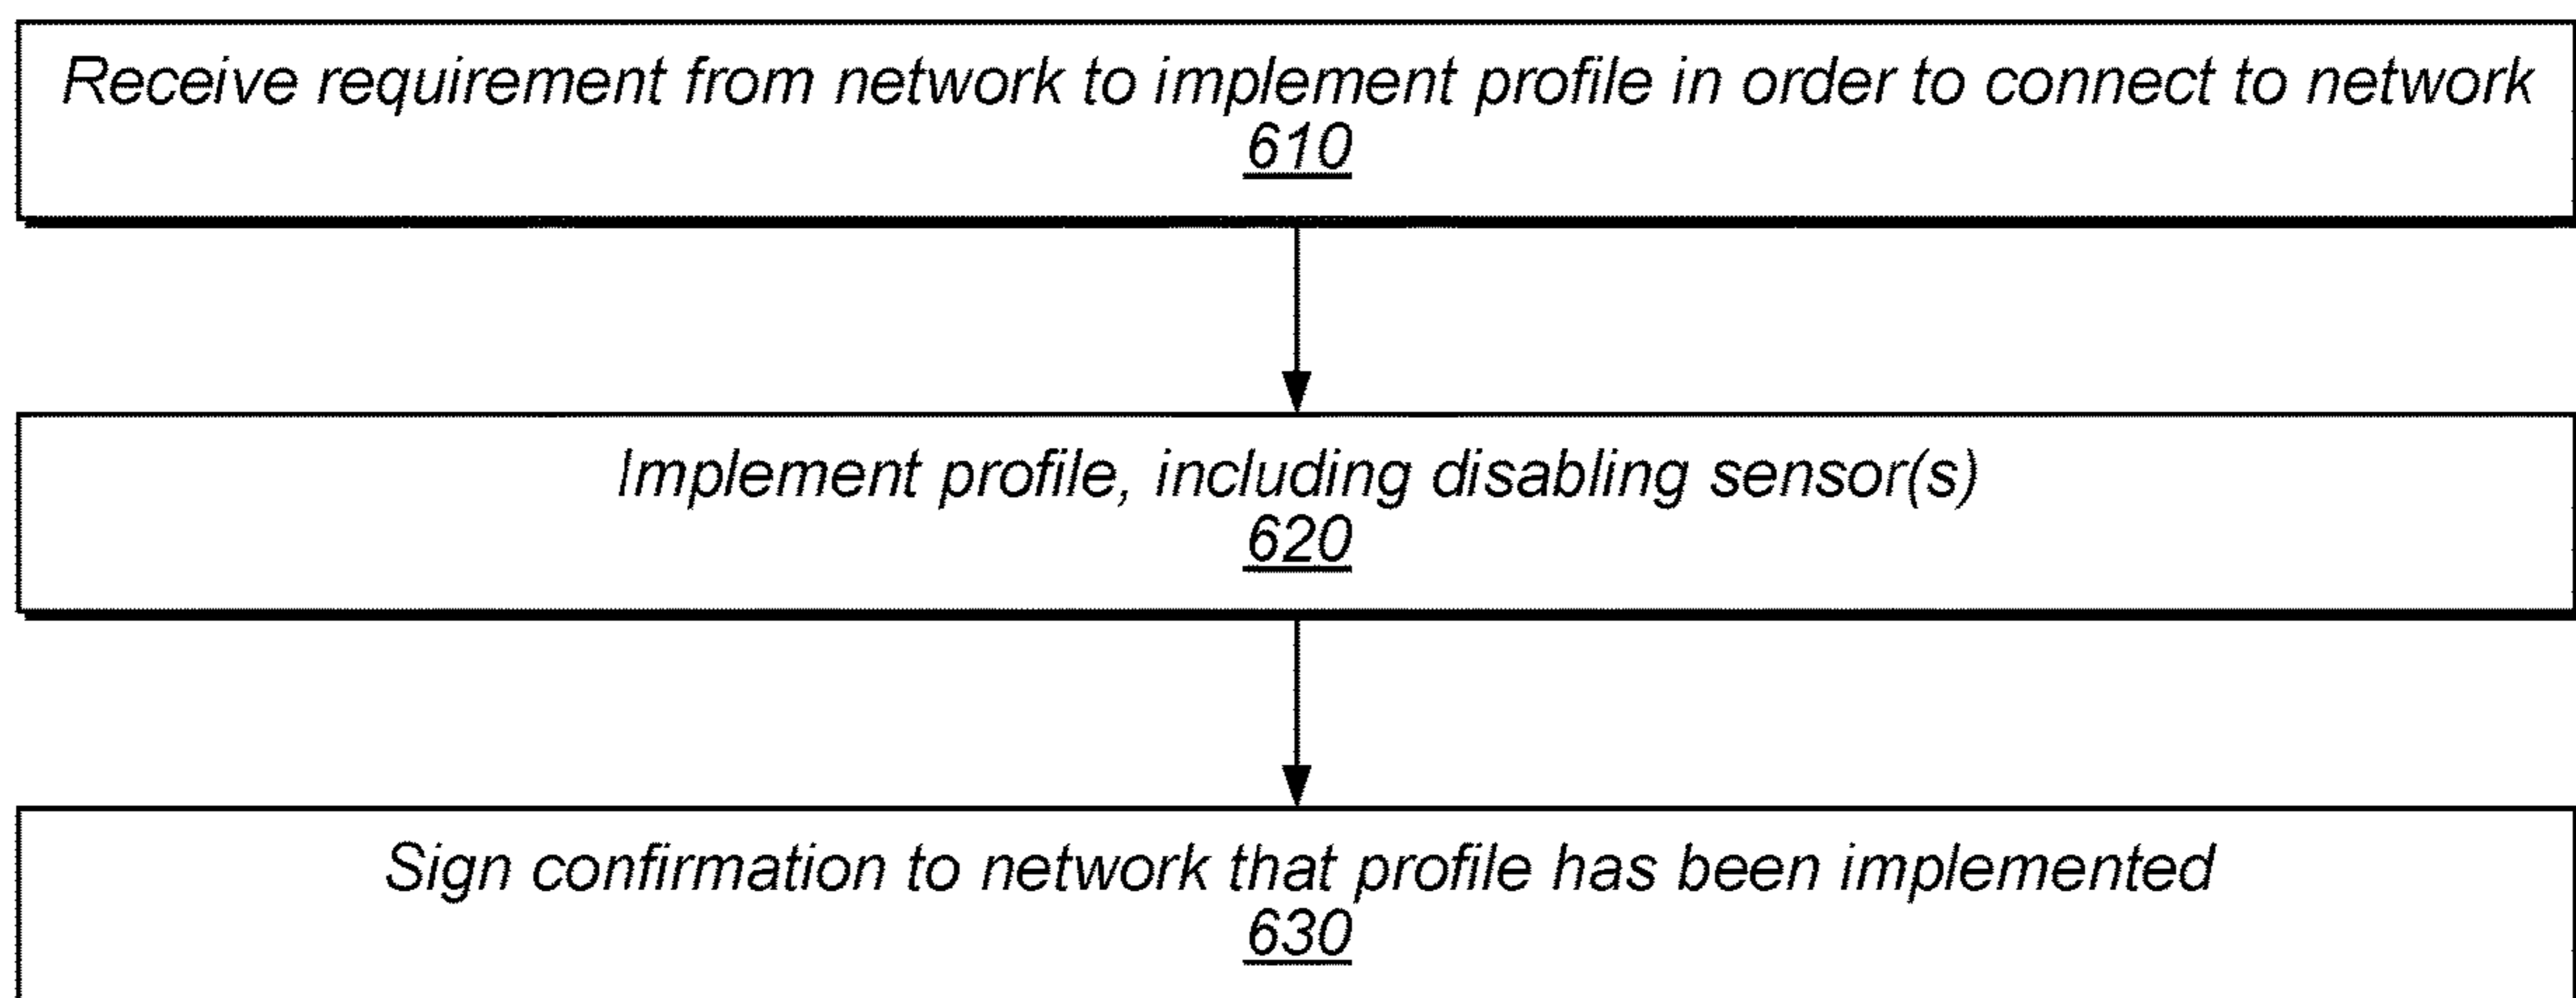 Receive requirement from network to implement profile in order to connect to network
610
Implement profile, including disabling sensor(s)
620
Sign confirmation to network that profile has been implemented
630